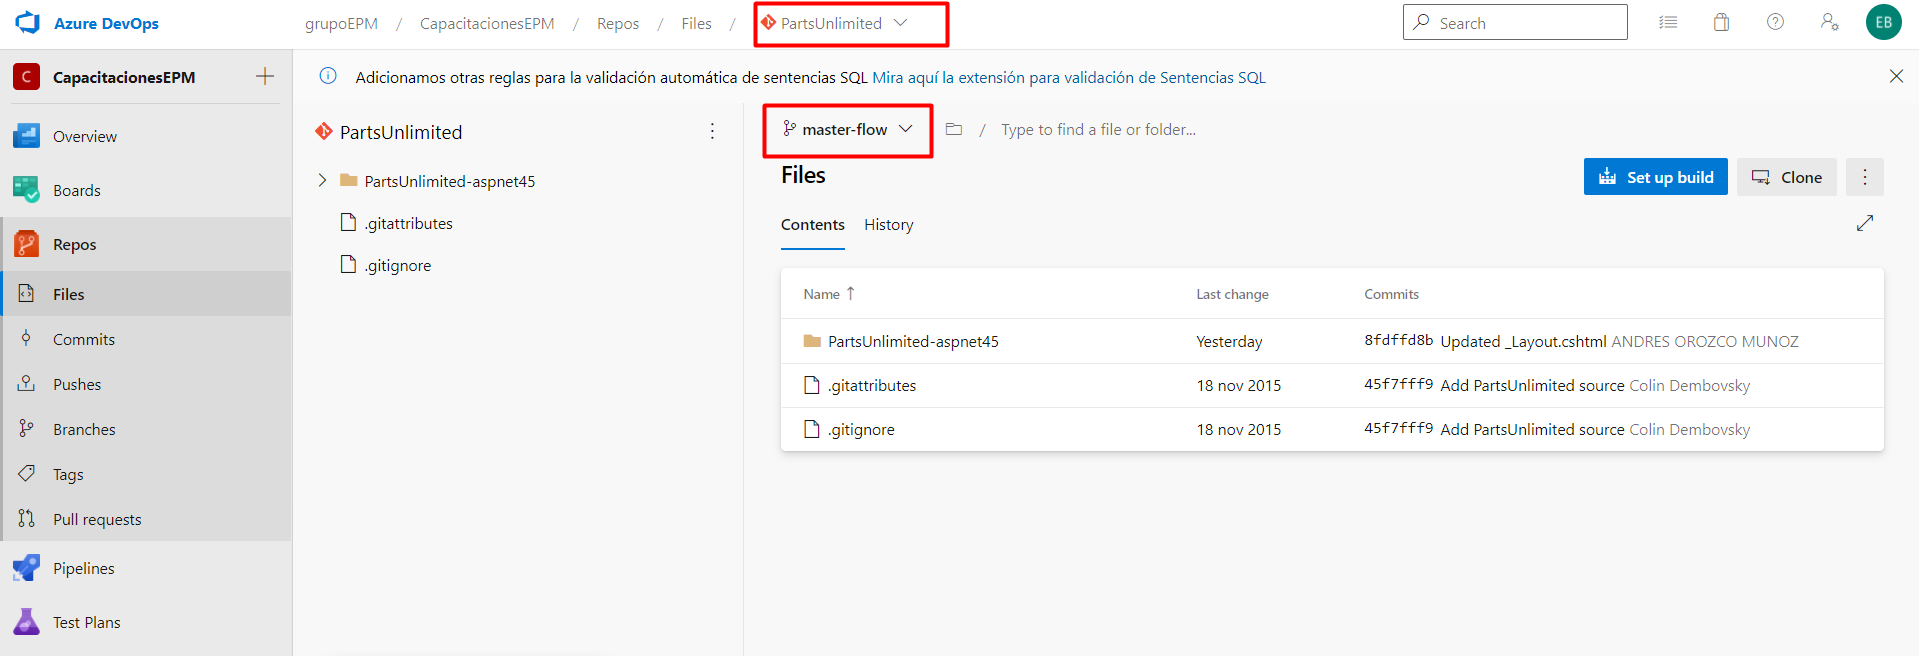 Azure DevOps
grupoEPM / CapacitacionesEPM / Repos / Files / PartsUnlimited
Search
EB
C CapacitacionesEPM
Adicionamos otras reglas para la validación automática de sentencias SQL Mira aquí la extensión para validación de Sentencias SQL
Overview
Boards
Repos
Files
Commits
Pushes
Branches
Tags
Pull requests
Pipelines
Test Plans
PartsUnlimited
PartsUnlimited-aspnet45
.gitattributes
.gitignore
master-flow / Type to find a file or folder...
Files
Set up build
Clone
Contents History
Name ↑ Last change Commits
PartsUnlimited-aspnet45 Yesterday 8fdffd8b Updated _Layout.cshtml ANDRES OROZCO MUNOZ
.gitattributes 18 nov 2015 45f7fff9 Add PartsUnlimited source Colin Dembovsky
.gitignore 18 nov 2015 45f7fff9 Add PartsUnlimited source Colin Dembovsky